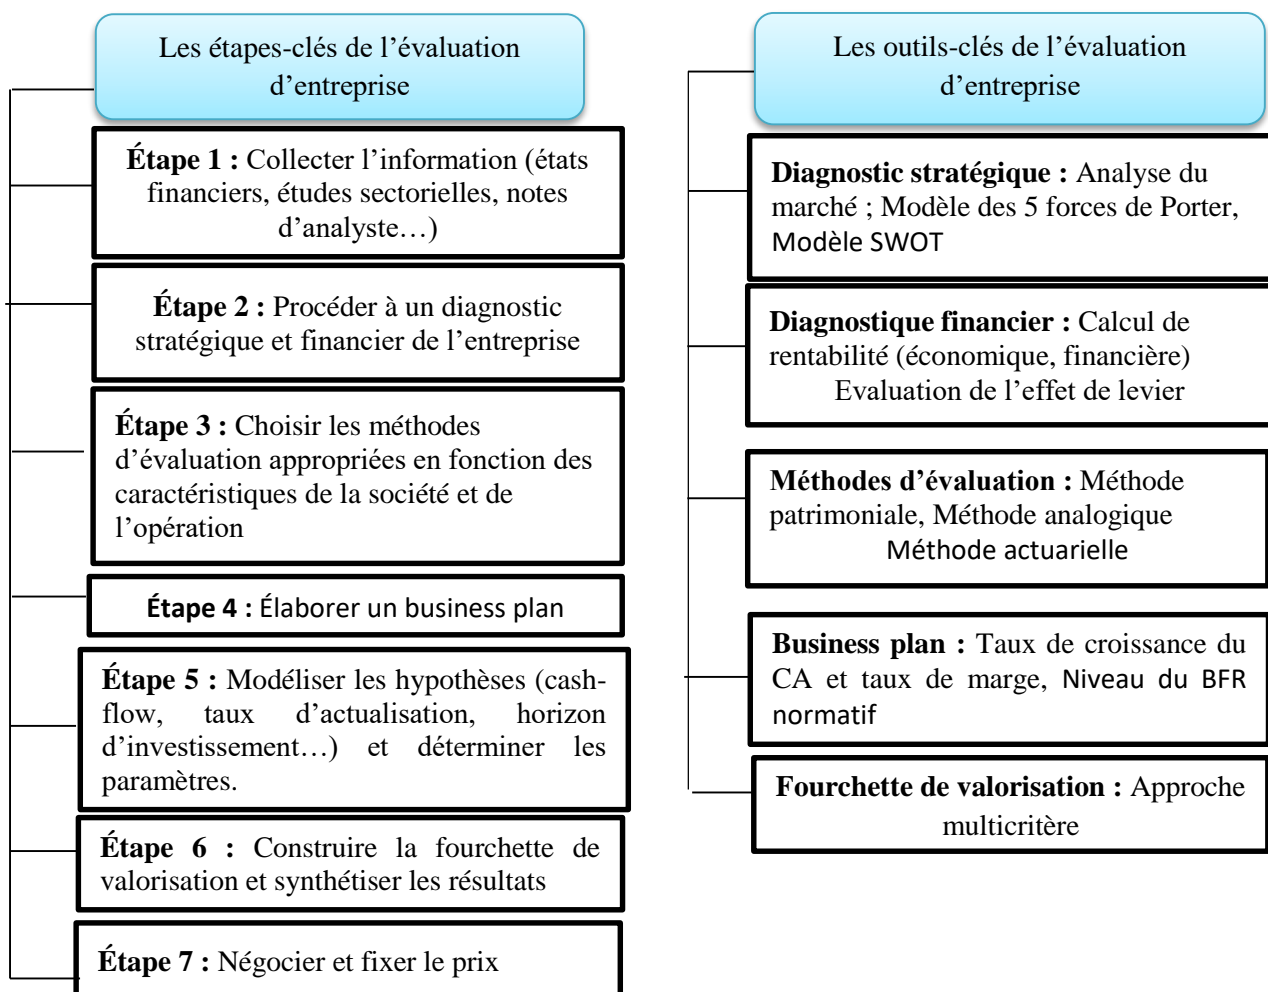 Les étapes-clés de l’évaluation
d’entreprise
Étape 1 : Collecter l’information (états
financiers, études sectorielles, notes
d’analyste…)
Étape 2 : Procéder à un diagnostic
stratégique et financier de l’entreprise
Étape 3 : Choisir les méthodes
d’évaluation appropriées en fonction des
caractéristiques de la société et de
l’opération
Étape 4 : Élaborer un business plan
Étape 5 : Modéliser les hypothèses (cash-
flow, taux d’actualisation, horizon
d’investissement…) et déterminer les
paramètres.
Étape 6 : Construire la fourchette de
valorisation et synthétiser les résultats
Étape 7 : Négocier et fixer le prix
Les outils-clés de l’évaluation
d’entreprise
Diagnostic stratégique : Analyse du
marché ; Modèle des 5 forces de Porter,
Modèle SWOT
Diagnostique financier : Calcul de
rentabilité (économique, financière)
Evaluation de l’effet de levier
Méthodes d’évaluation : Méthode
patrimoniale, Méthode analogique
Méthode actuarielle
Business plan : Taux de croissance du
CA et taux de marge, Niveau du BFR
normatif
Fourchette de valorisation : Approche
multicritère